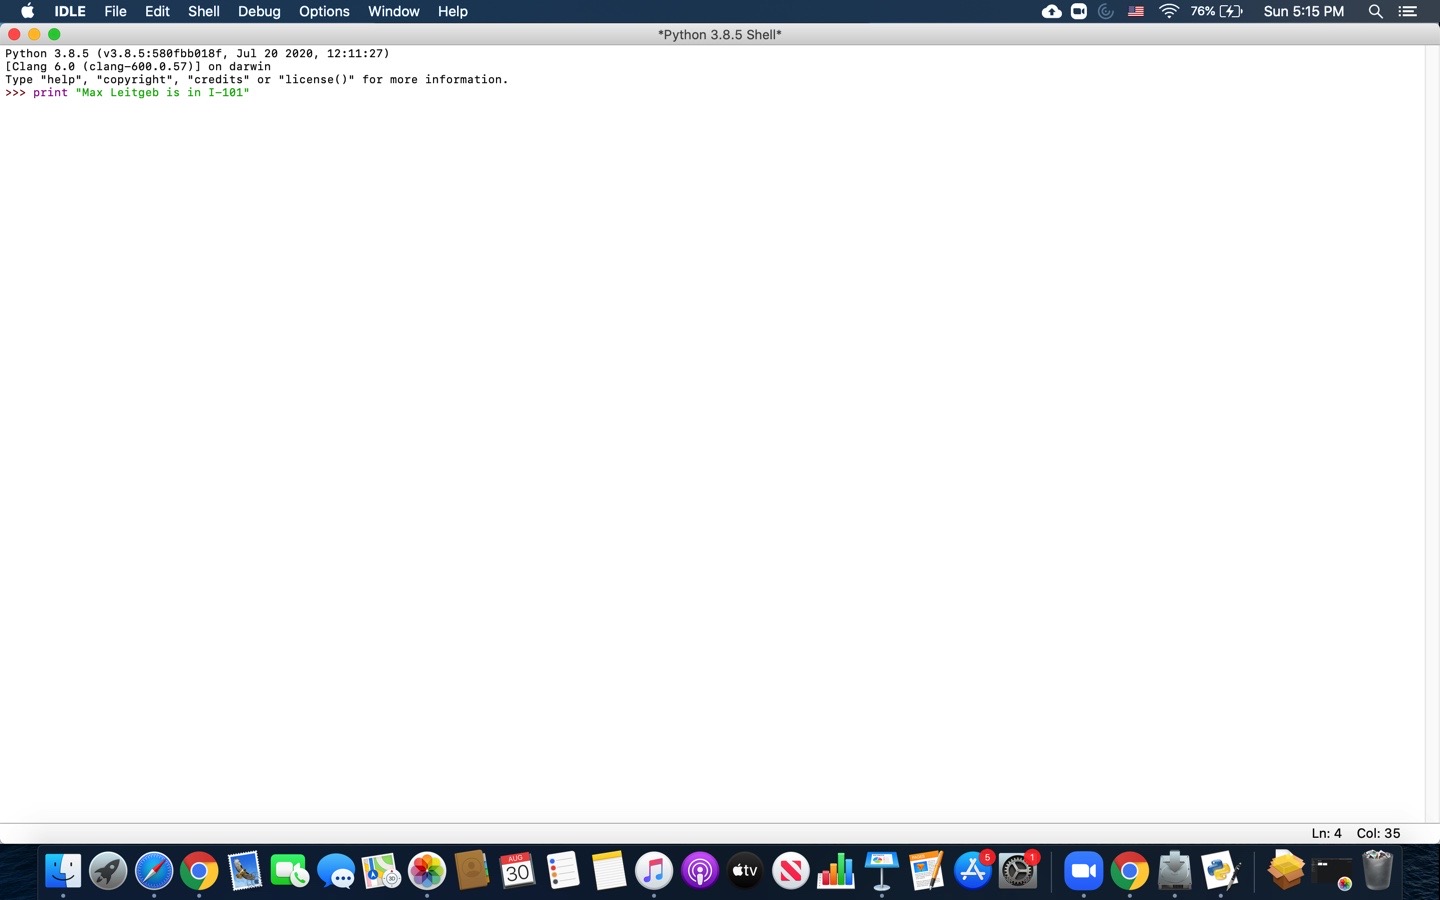 IDLE File Edit Shell Debug Options Window Help 76% Sun 5:15 PM
*Python 3.8.5 Shell*
Python 3.8.5 (v3.8.5:580fbb018f, Jul 20 2020, 12:11:27)
[Clang 6.0 (clang-600.0.57)] on darwin
Type "help", "copyright", "credits" or "license()" for more information.
>>> print "Max Leitgeb is in I-101"
Ln: 4 Col: 35
AUG
30
tv
5
1